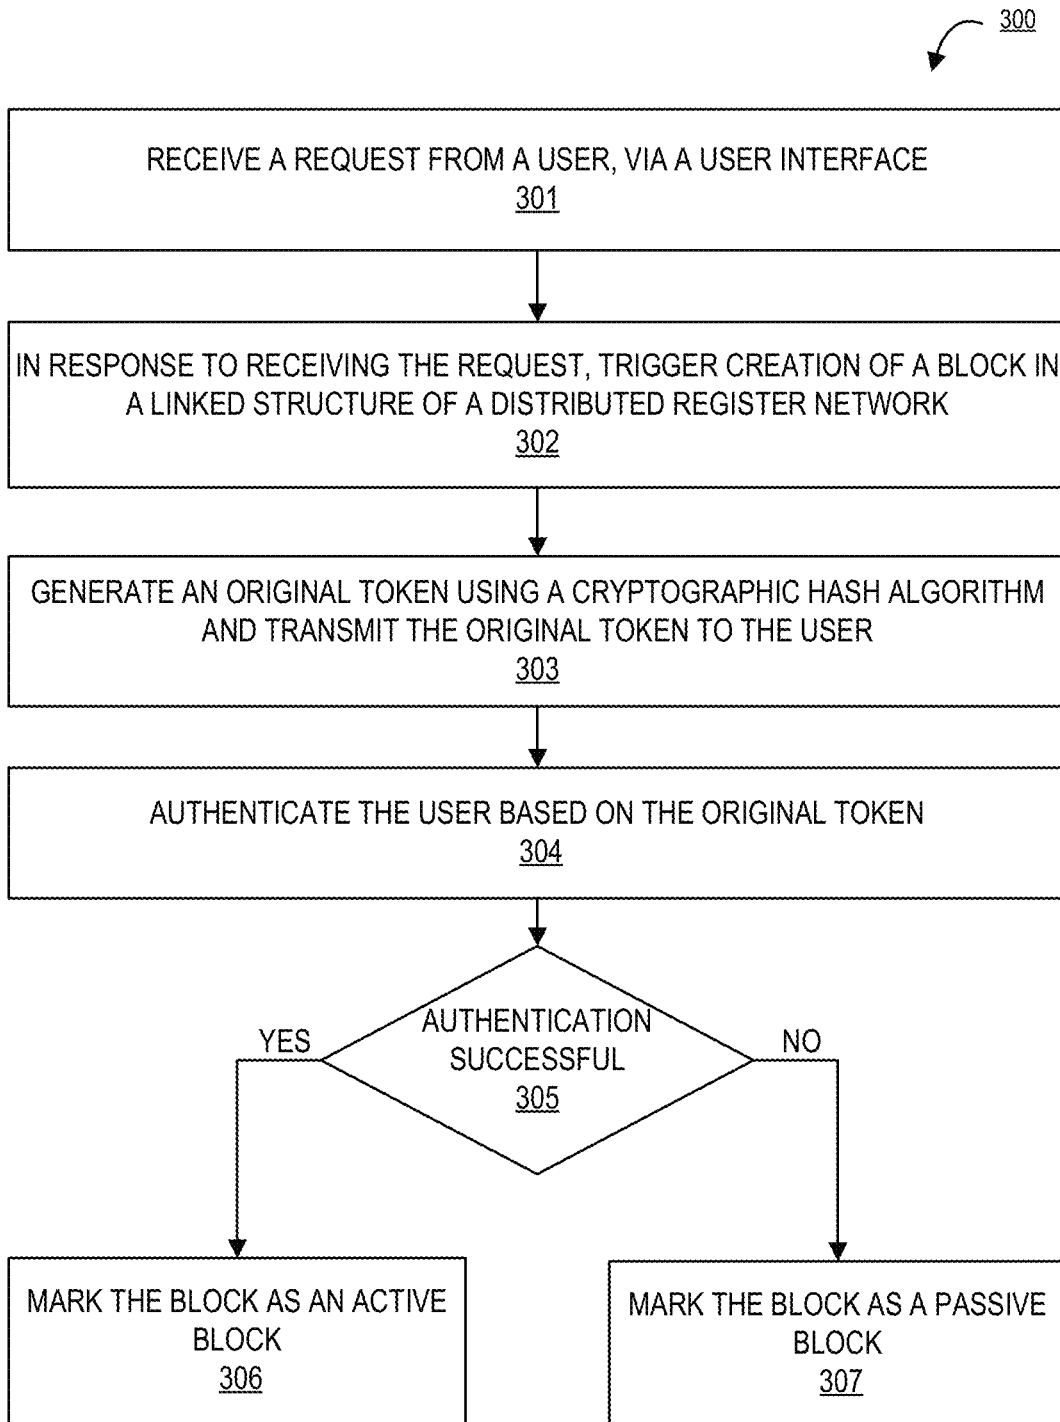 300
RECEIVE A REQUEST FROM A USER, VIA A USER INTERFACE
301
IN RESPONSE TO RECEIVING THE REQUEST, TRIGGER CREATION OF A BLOCK IN
A LINKED STRUCTURE OF A DISTRIBUTED REGISTER NETWORK
302
GENERATE AN ORIGINAL TOKEN USING A CRYPTOGRAPHIC HASH ALGORITHM
AND TRANSMIT THE ORIGINAL TOKEN TO THE USER
303
AUTHENTICATE THE USER BASED ON THE ORIGINAL TOKEN
304
AUTHENTICATION
SUCCESSFUL
305
YES
NO
MARK THE BLOCK AS AN ACTIVE
BLOCK
306
MARK THE BLOCK AS A PASSIVE
BLOCK
307